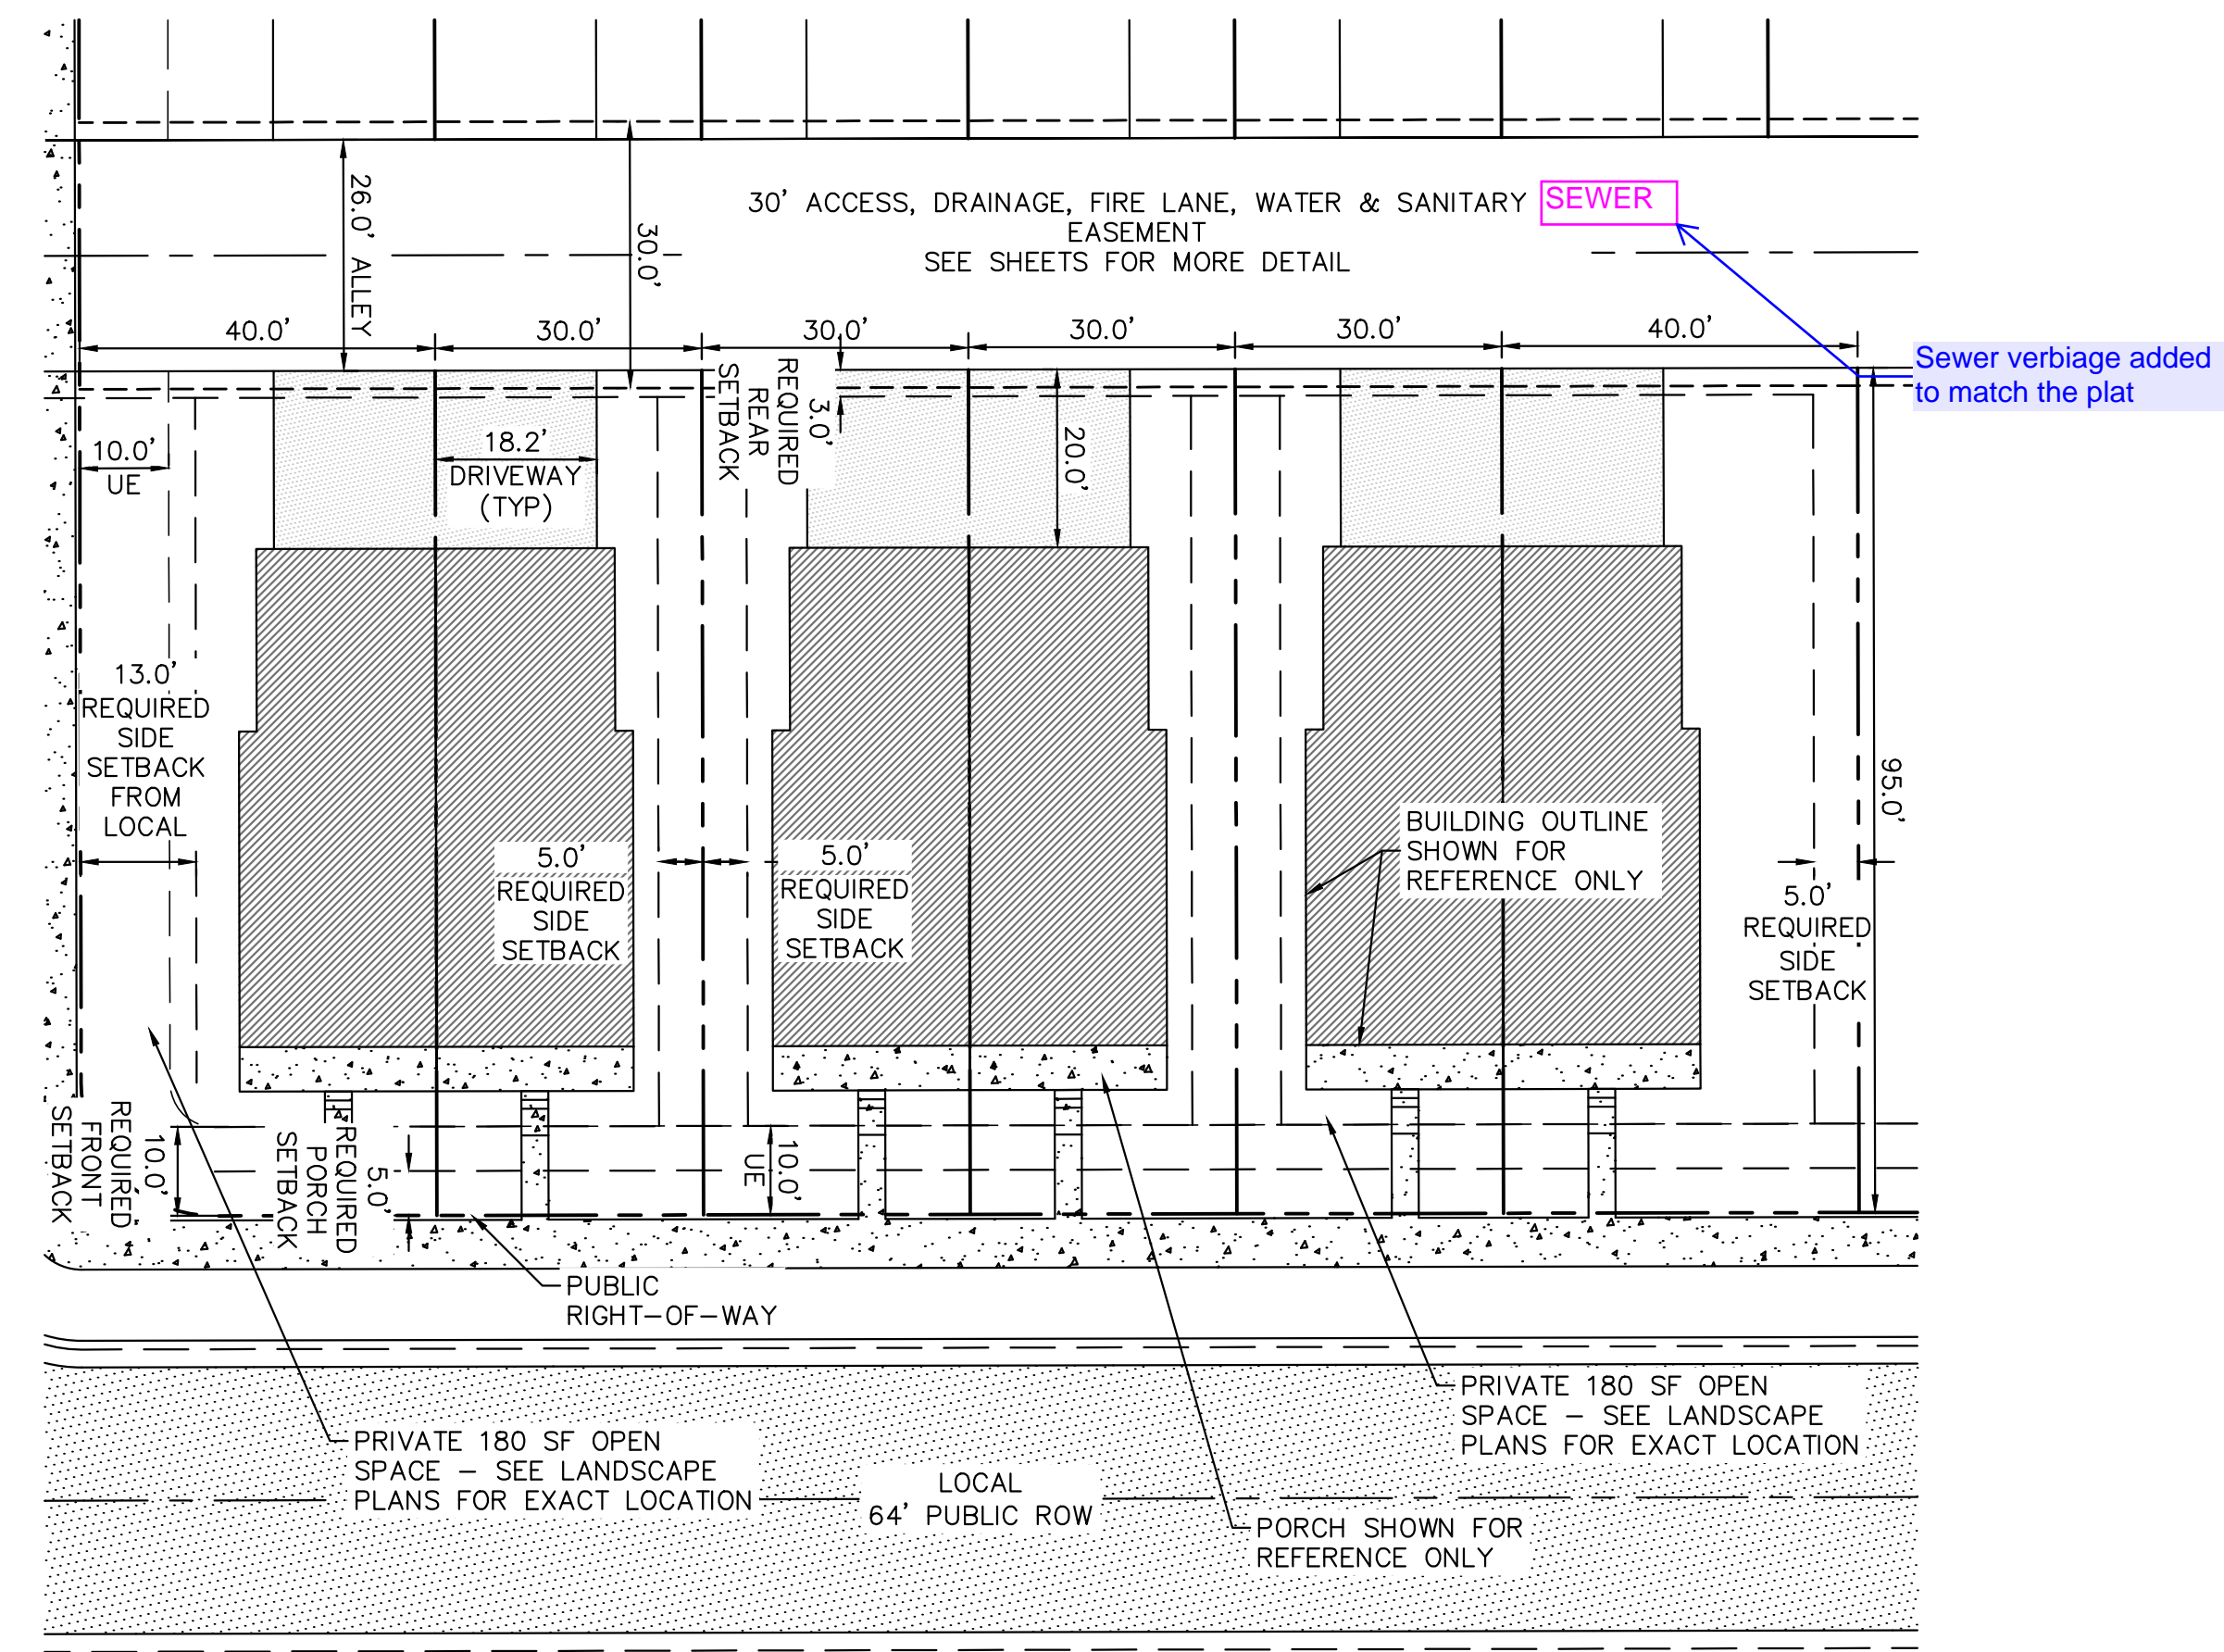 30' ACCESS, DRAINAGE, FIRE LANE, WATER & SANITARY SEWER
EASEMENT
SEE SHEETS FOR MORE DETAIL
26.0' ALLEY
30.0'
40.0'
30.0'
30.0'
30.0'
30.0'
40.0'
Sewer verbiage added
to match the plat
10.0'
UE
18.2'
DRIVEWAY
(TYP)
3.0'
REQUIRED
REAR
SETBACK
20.0'
13.0'
REQUIRED
SIDE
SETBACK
FROM
LOCAL
5.0'
REQUIRED
SIDE
SETBACK
5.0'
REQUIRED
SIDE
SETBACK
BUILDING OUTLINE
SHOWN FOR
REFERENCE ONLY
95.0'
5.0'
REQUIRED
SIDE
SETBACK
10.0'
REQUIRED
FRONT
SETBACK
5.0'
REQUIRED
PORCH
SETBACK
10.0'
UE
PUBLIC
RIGHT-OF-WAY
PRIVATE 180 SF OPEN
SPACE – SEE LANDSCAPE
PLANS FOR EXACT LOCATION
PRIVATE 180 SF OPEN
SPACE – SEE LANDSCAPE
PLANS FOR EXACT LOCATION
LOCAL
64' PUBLIC ROW
PORCH SHOWN FOR
REFERENCE ONLY